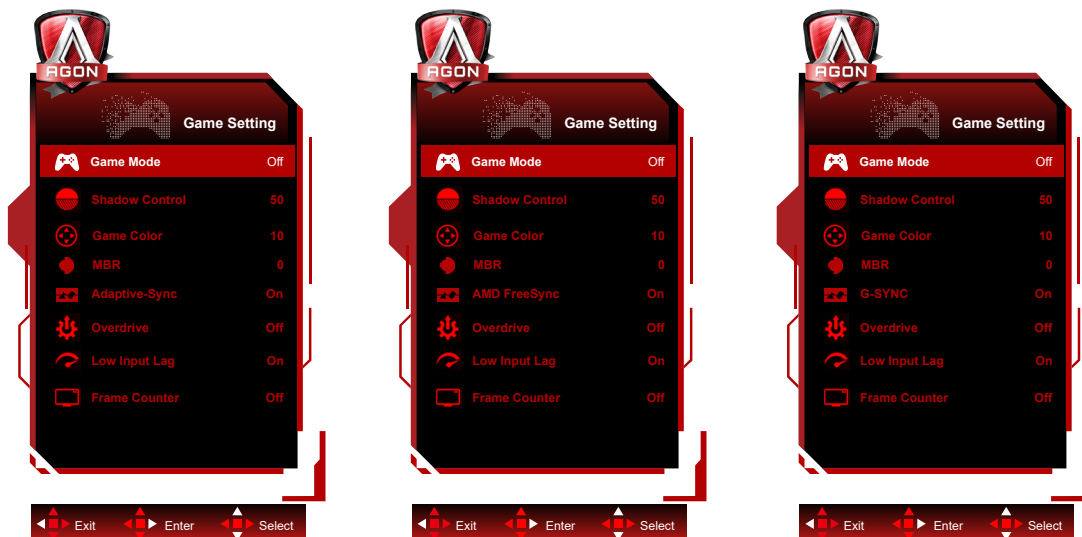 AGON
Game Setting
Game Mode Off
Shadow Control 50
Game Color 10
MBR 0
Adaptive-Sync On
Overdrive Off
Low Input Lag On
Frame Counter Off
Exit Enter Select
AGON
Game Setting
Game Mode Off
Shadow Control 50
Game Color 10
MBR 0
AMD FreeSync On
Overdrive Off
Low Input Lag On
Frame Counter Off
Exit Enter Select
AGON
Game Setting
Game Mode Off
Shadow Control 50
Game Color 10
MBR 0
G-SYNC On
Overdrive Off
Low Input Lag On
Frame Counter Off
Exit Enter Select